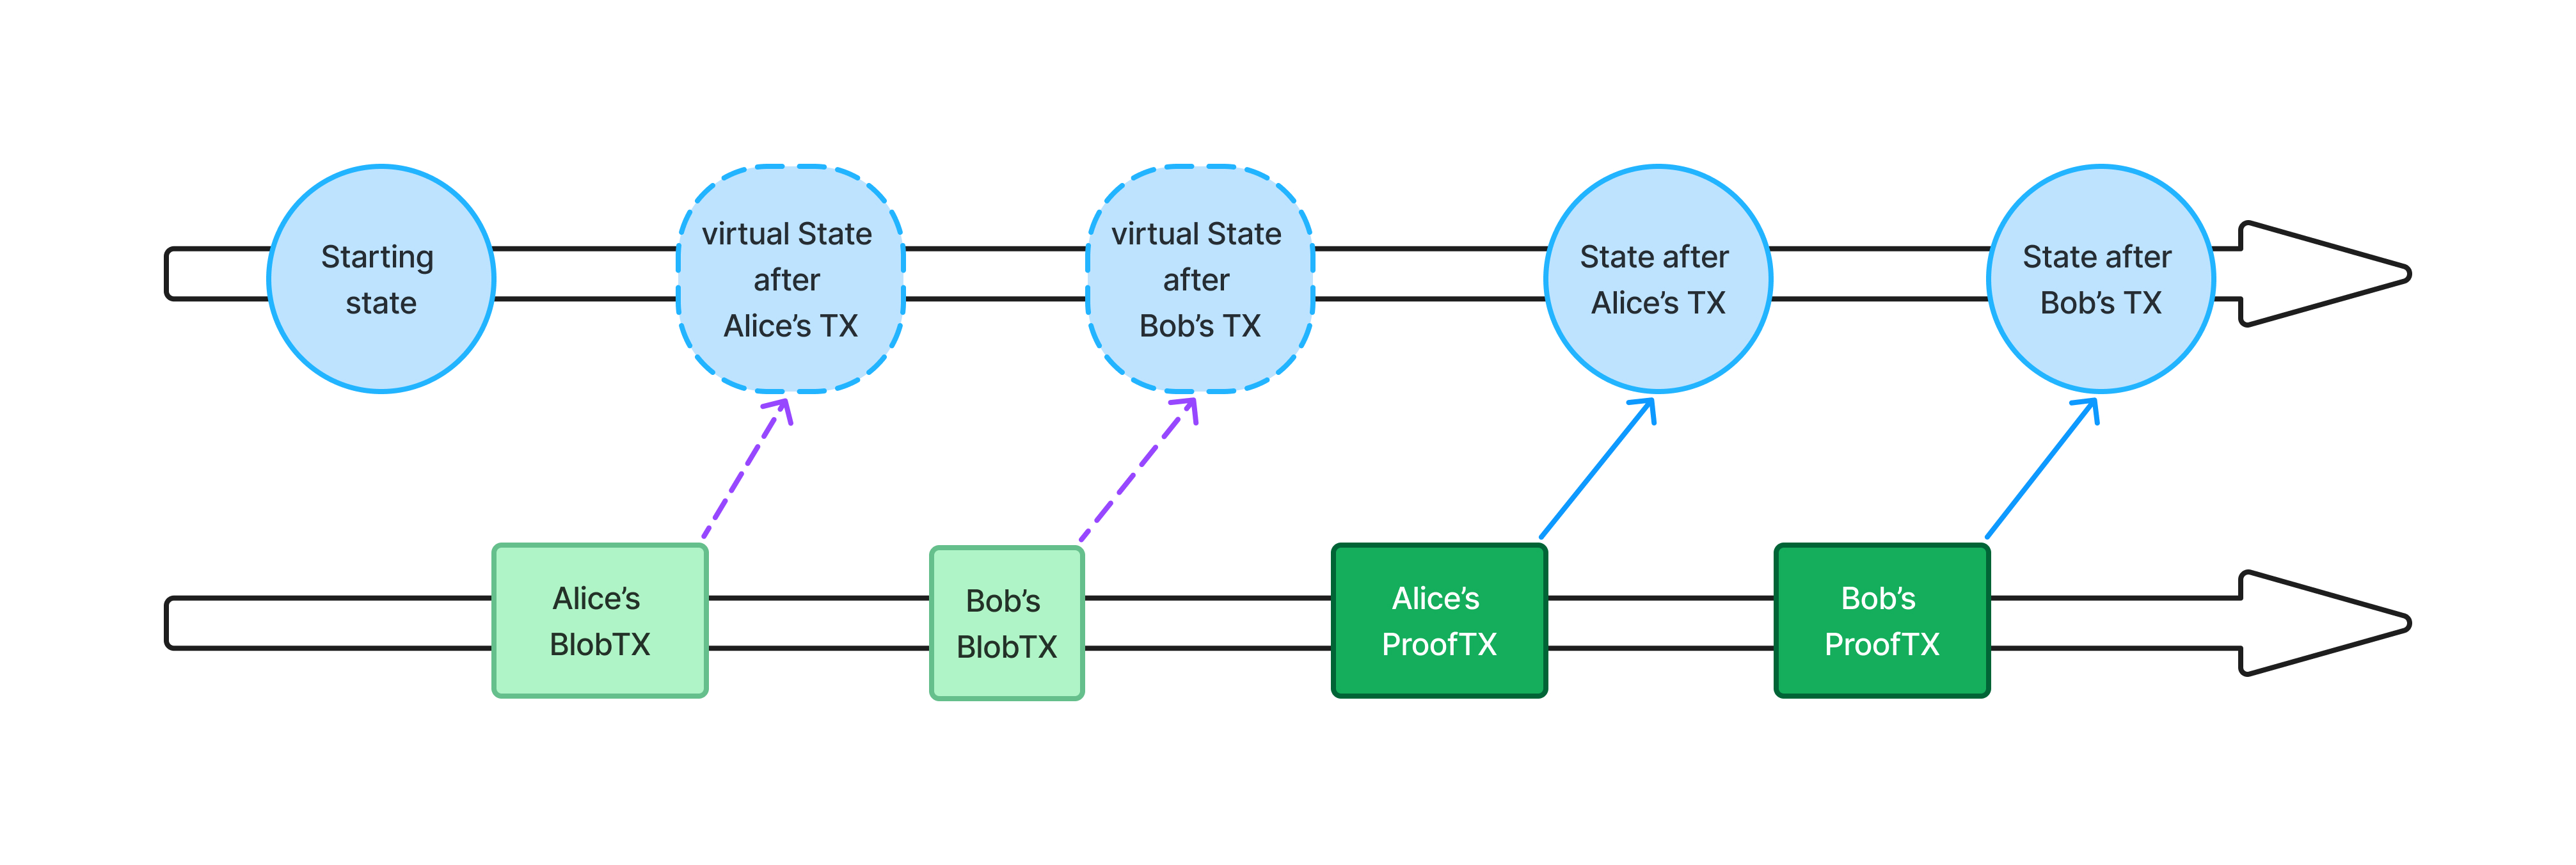 Starting
state
virtual State
after
Alice’s TX
virtual State
after
Bob’s TX
State after
Alice’s TX
State after
Bob’s TX
Alice’s
BlobTX
Bob’s
BlobTX
Alice’s
ProofTX
Bob’s
ProofTX